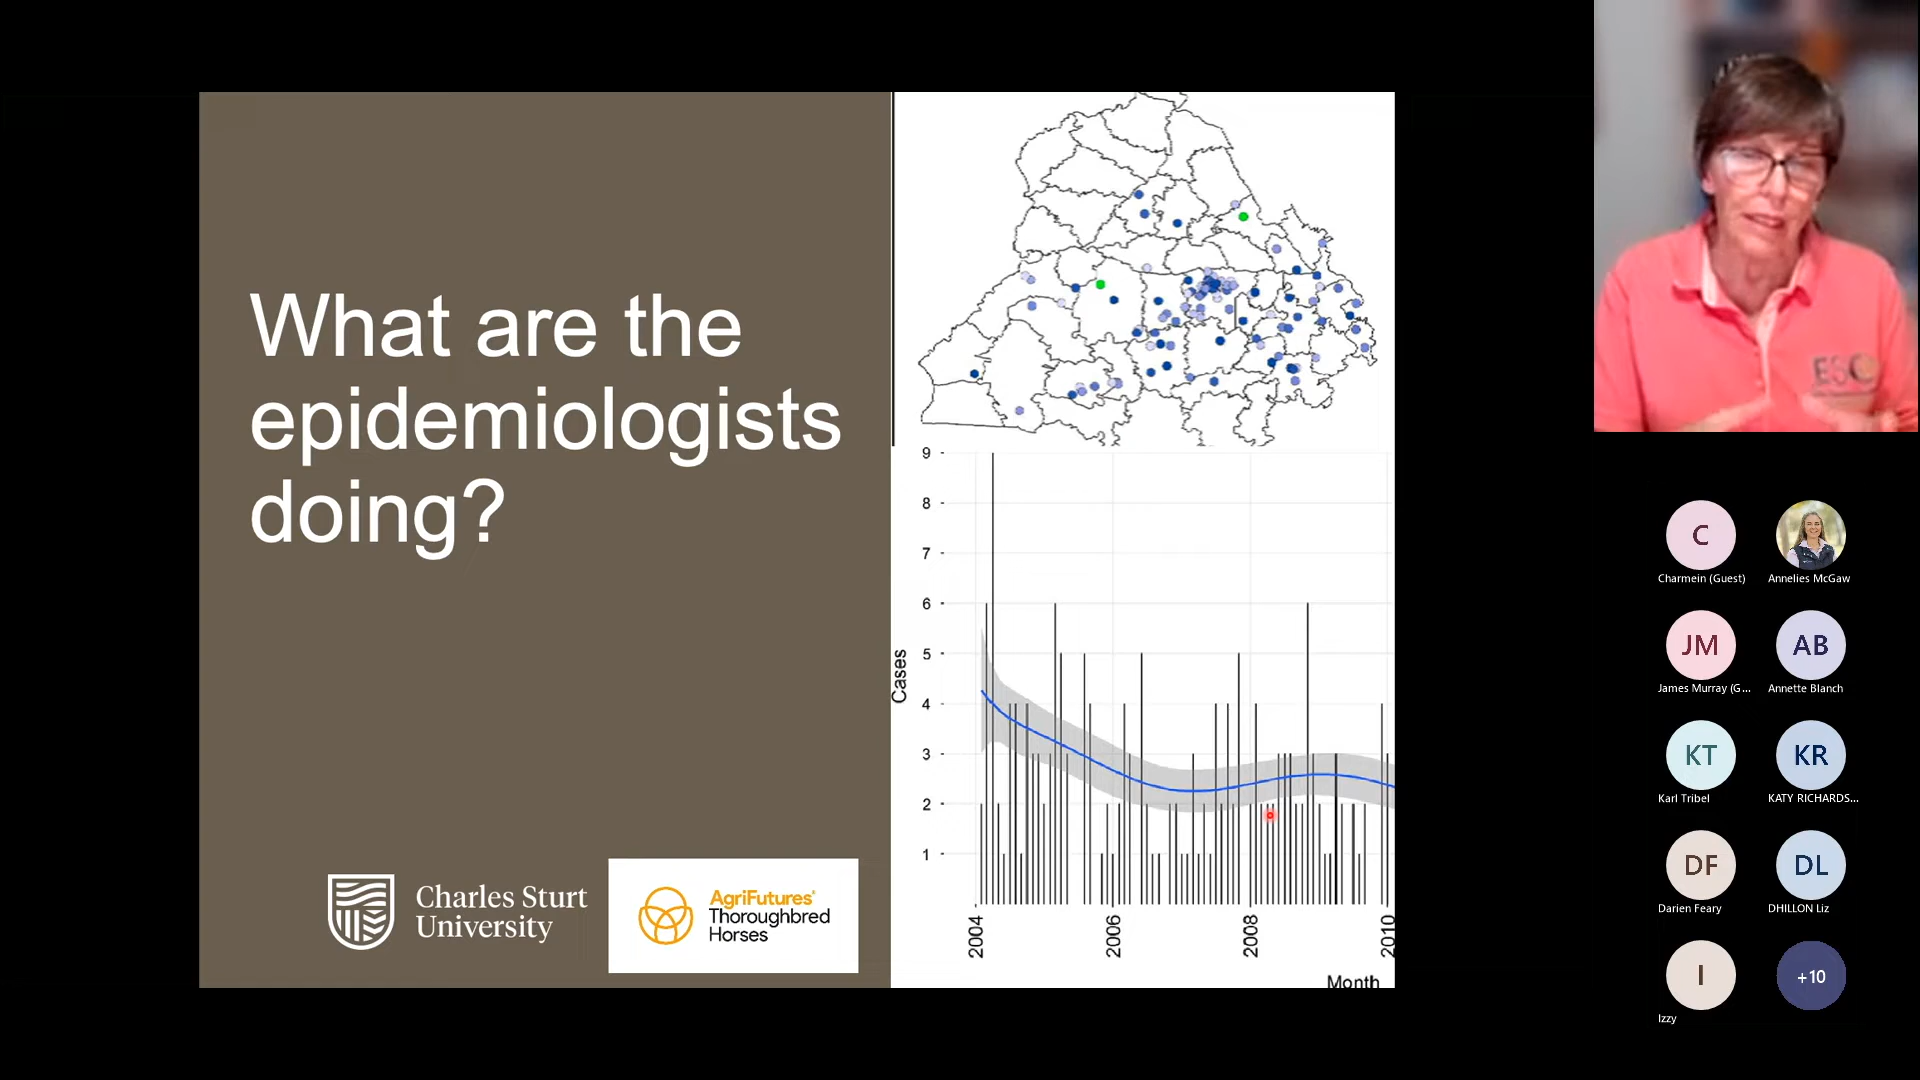 What are the
epidemiologists
doing?
Charles Sturt
University
AgriFutures®
Thoroughbred
Horses
9
8
7
6
5
4
3
2
1
Cases
2004
2006
2008
2010
Month
C
Charmein (Guest)
Annelies McGaw
JM
James Murray (G...
AB
Annette Blanch
KT
Karl Tribel
KR
KATY RICHARDS...
DF
Darien Feary
DL
DHILLON Liz
I
Izzy
+10